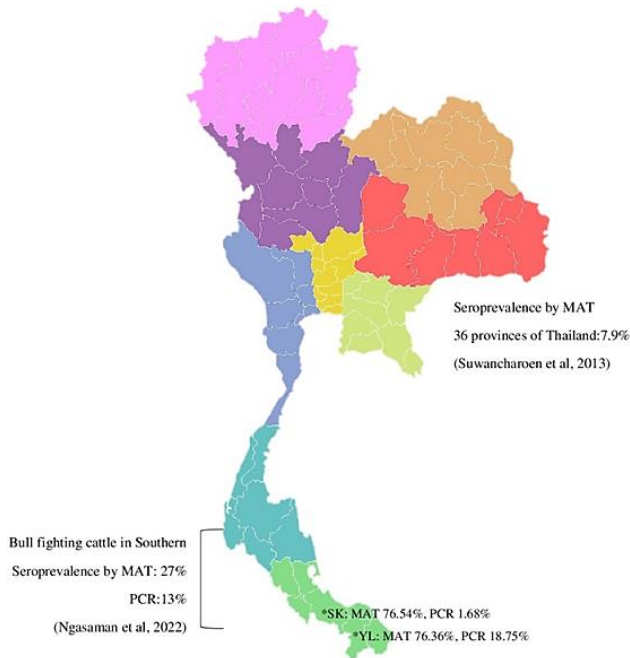 Seroprevalence by MAT
36 provinces of Thailand:7.9%
(Suwancharoen et al, 2013)
Bull fighting cattle in Southern
Seroprevalence by MAT: 27%
PCR:13%
(Ngasaman et al, 2022)
*SK: MAT 76.54%, PCR 1.68%
*YL: MAT 76.36%, PCR 18.75%